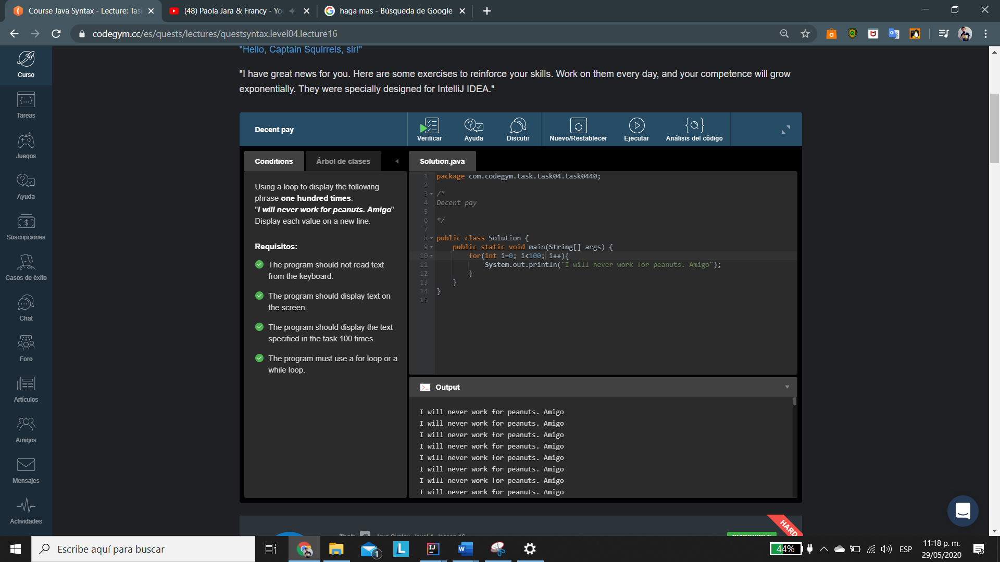 Course Java Syntax - Lecture: Tas
(48) Paola Jara & Francy - Yo
haga mas - Búsqueda de Google
codegym.cc/es/quests/lectures/questsyntax.level04.lecture16
Curso
Tareas
Juegos
Ayuda
Suscripciones
Casos de éxito
Chat
Foro
Artículos
Amigos
Mensajes
Actividades
"Hello, Captain Squirrels, sir!"
"I have great news for you. Here are some exercises to reinforce your skills. Work on them every day, and your competence will grow
exponentially. They were specially designed for IntelliJ IDEA."
Decent pay
Verificar
Ayuda
Discutir
Nuevo/Restablecer
Ejecutar
Análisis del código
Conditions
Árbol de clases
Using a loop to display the following
phrase one hundred times:
"I will never work for peanuts. Amigo"
Display each value on a new line.
Requisitos:
The program should not read text
from the keyboard.
The program should display text on
the screen.
The program should display the text
specified in the task 100 times.
The program must use a for loop or a
while loop.
Solution.java
1 package com.codegym.task.task04.task0440;
2
3 /*
4 Decent pay
5
6 */
7
8 public class Solution {
9 public static void main(String[] args) {
10 for(int i=0; i<100; i++){
11 System.out.println("I will never work for peanuts. Amigo");
12 }
13 }
14 }
15
Output
I will never work for peanuts. Amigo
I will never work for peanuts. Amigo
I will never work for peanuts. Amigo
I will never work for peanuts. Amigo
I will never work for peanuts. Amigo
I will never work for peanuts. Amigo
I will never work for peanuts. Amigo
I will never work for peanuts. Amigo
HARD
Escribe aquí para buscar
1
44%
ESP
11:18 p. m.
29/05/2020